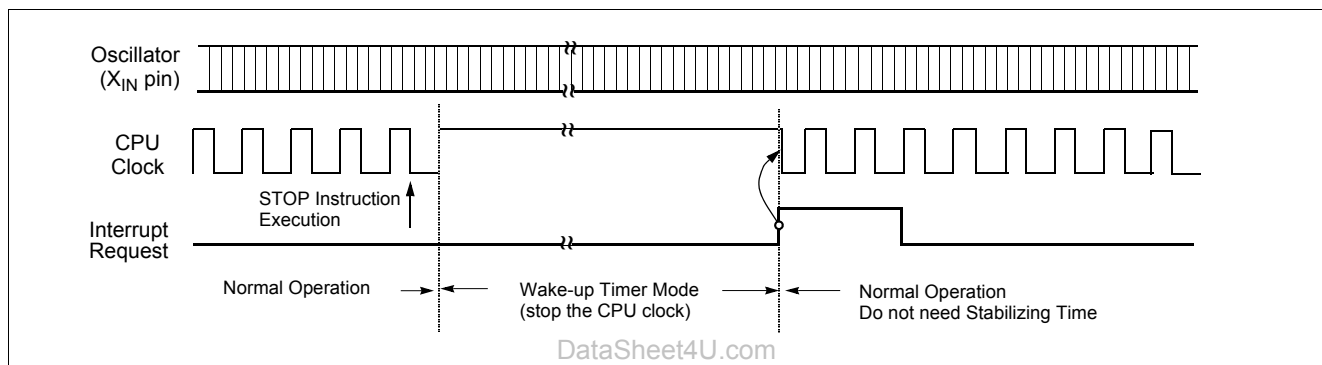 Oscillator
(XIN pin)
CPU
Clock
STOP Instruction
Execution
Interrupt
Request
Normal Operation
Wake-up Timer Mode
(stop the CPU clock)
Normal Operation
Do not need Stabilizing Time
DataSheet4U.com